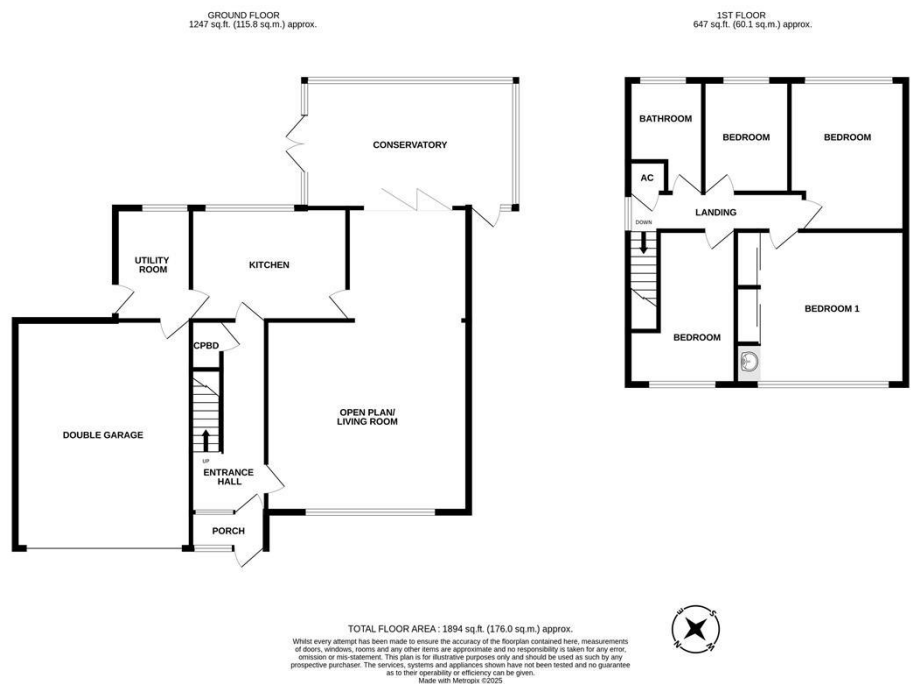 GROUND FLOOR
1247 sq.ft. (115.8 sq.m.) approx.
1ST FLOOR
647 sq.ft. (60.1 sq.m.) approx.
CONSERVATORY
UTILITY
ROOM
KITCHEN
CPBD
DOUBLE GARAGE
OPEN PLAN/
LIVING ROOM
UP
ENTRANCE
HALL
PORCH
BATHROOM
BEDROOM
BEDROOM
AC
LANDING
DOWN
BEDROOM
BEDROOM 1
TOTAL FLOOR AREA : 1894 sq.ft. (176.0 sq.m.) approx.
Whilst every attempt has been made to ensure the accuracy of the floorplan contained here, measurements
of doors, windows, rooms and any other items are approximate and no responsibility is taken for any error,
omission or mis-statement. This plan is for illustrative purposes only and should be used as such by any
prospective purchaser. The services, systems and appliances shown have not been tested and no guarantee
as to their operability or efficiency can be given.
Made with Metropix ©2025
E
S
N
W